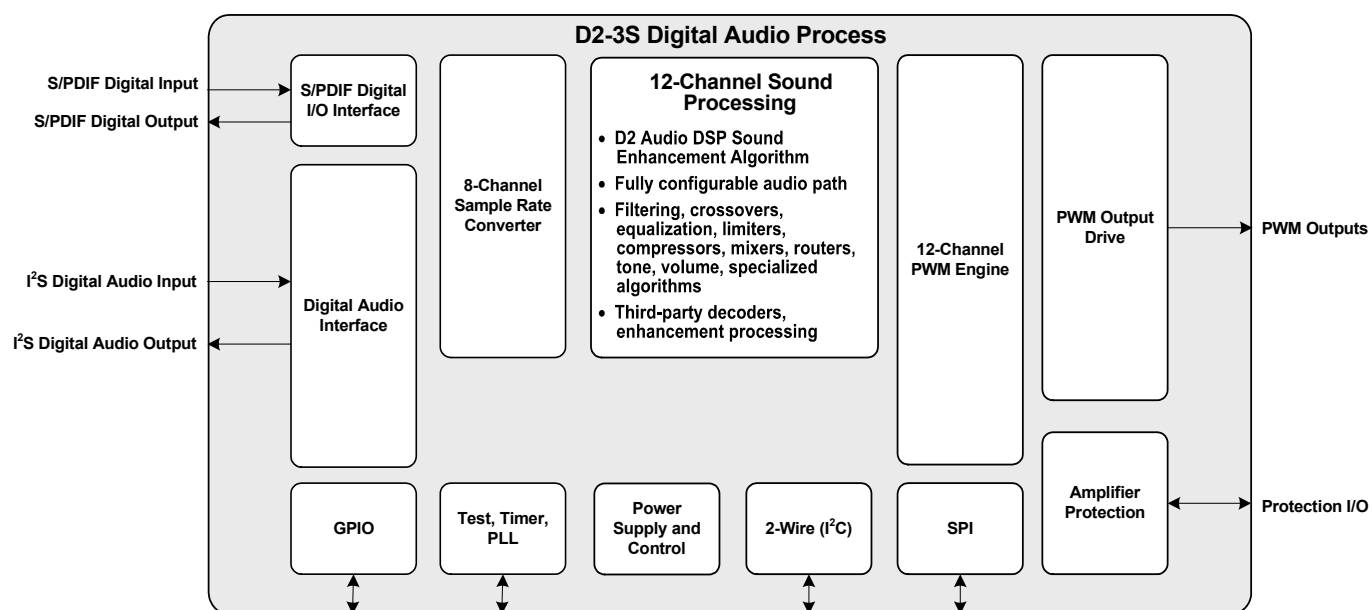 D2-3S Digital Audio Process
S/PDIF Digital Input
S/PDIF Digital Output
S/PDIF Digital
I/O Interface
I²S Digital Audio Input
I²S Digital Audio Output
Digital Audio
Interface
8-Channel
Sample Rate
Converter
12-Channel Sound
Processing
• D2 Audio DSP Sound
Enhancement Algorithm
• Fully configurable audio path
• Filtering, crossovers,
equalization, limiters,
compressors, mixers, routers,
tone, volume, specialized
algorithms
• Third-party decoders,
enhancement processing
12-Channel
PWM Engine
PWM Output
Drive
PWM Outputs
GPIO
Test, Timer,
PLL
Power
Supply and
Control
2-Wire (I²C)
SPI
Amplifier
Protection
Protection I/O